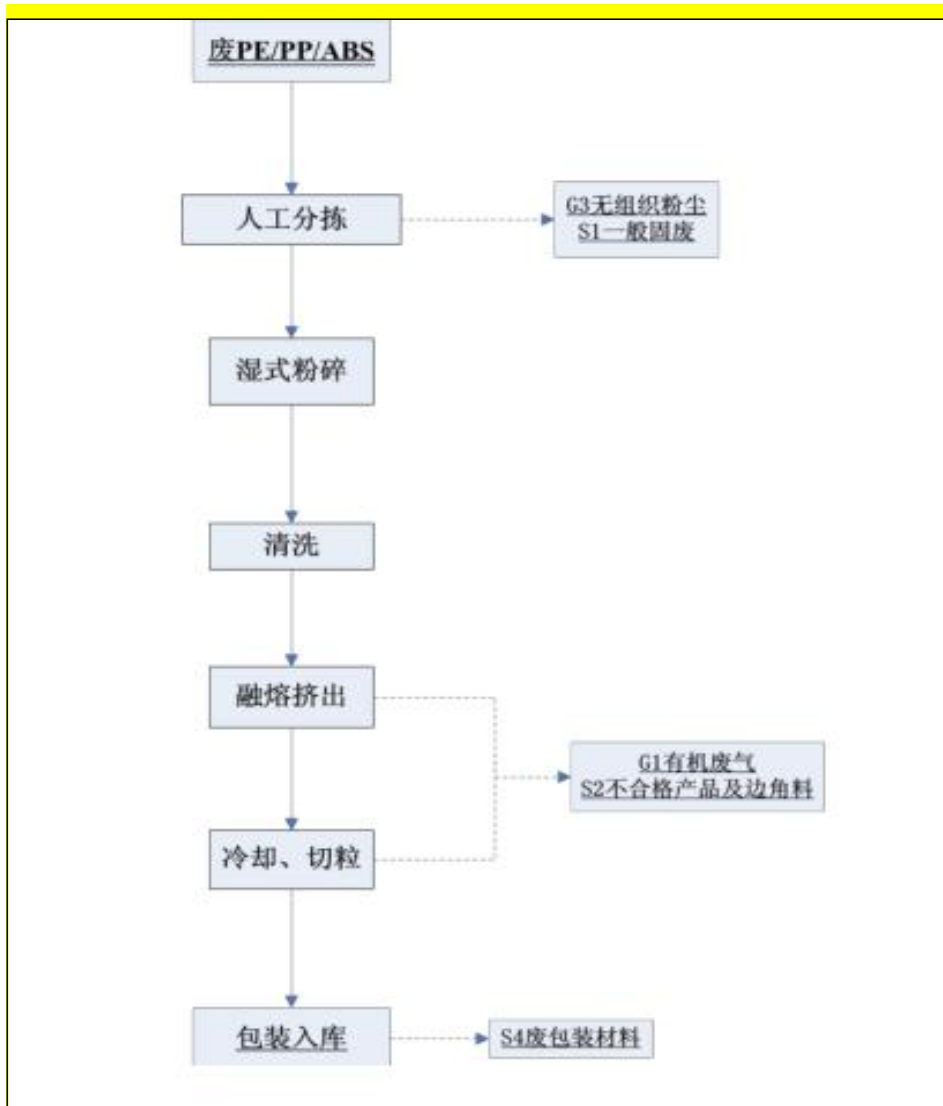 废PE/PP/ABS
人工分拣
G3无组织粉尘
S1一般固废
湿式粉碎
清洗
融熔挤出
G1有机废气
S2不合格产品及边角料
冷却、切粒
包装入库
S4废包装材料